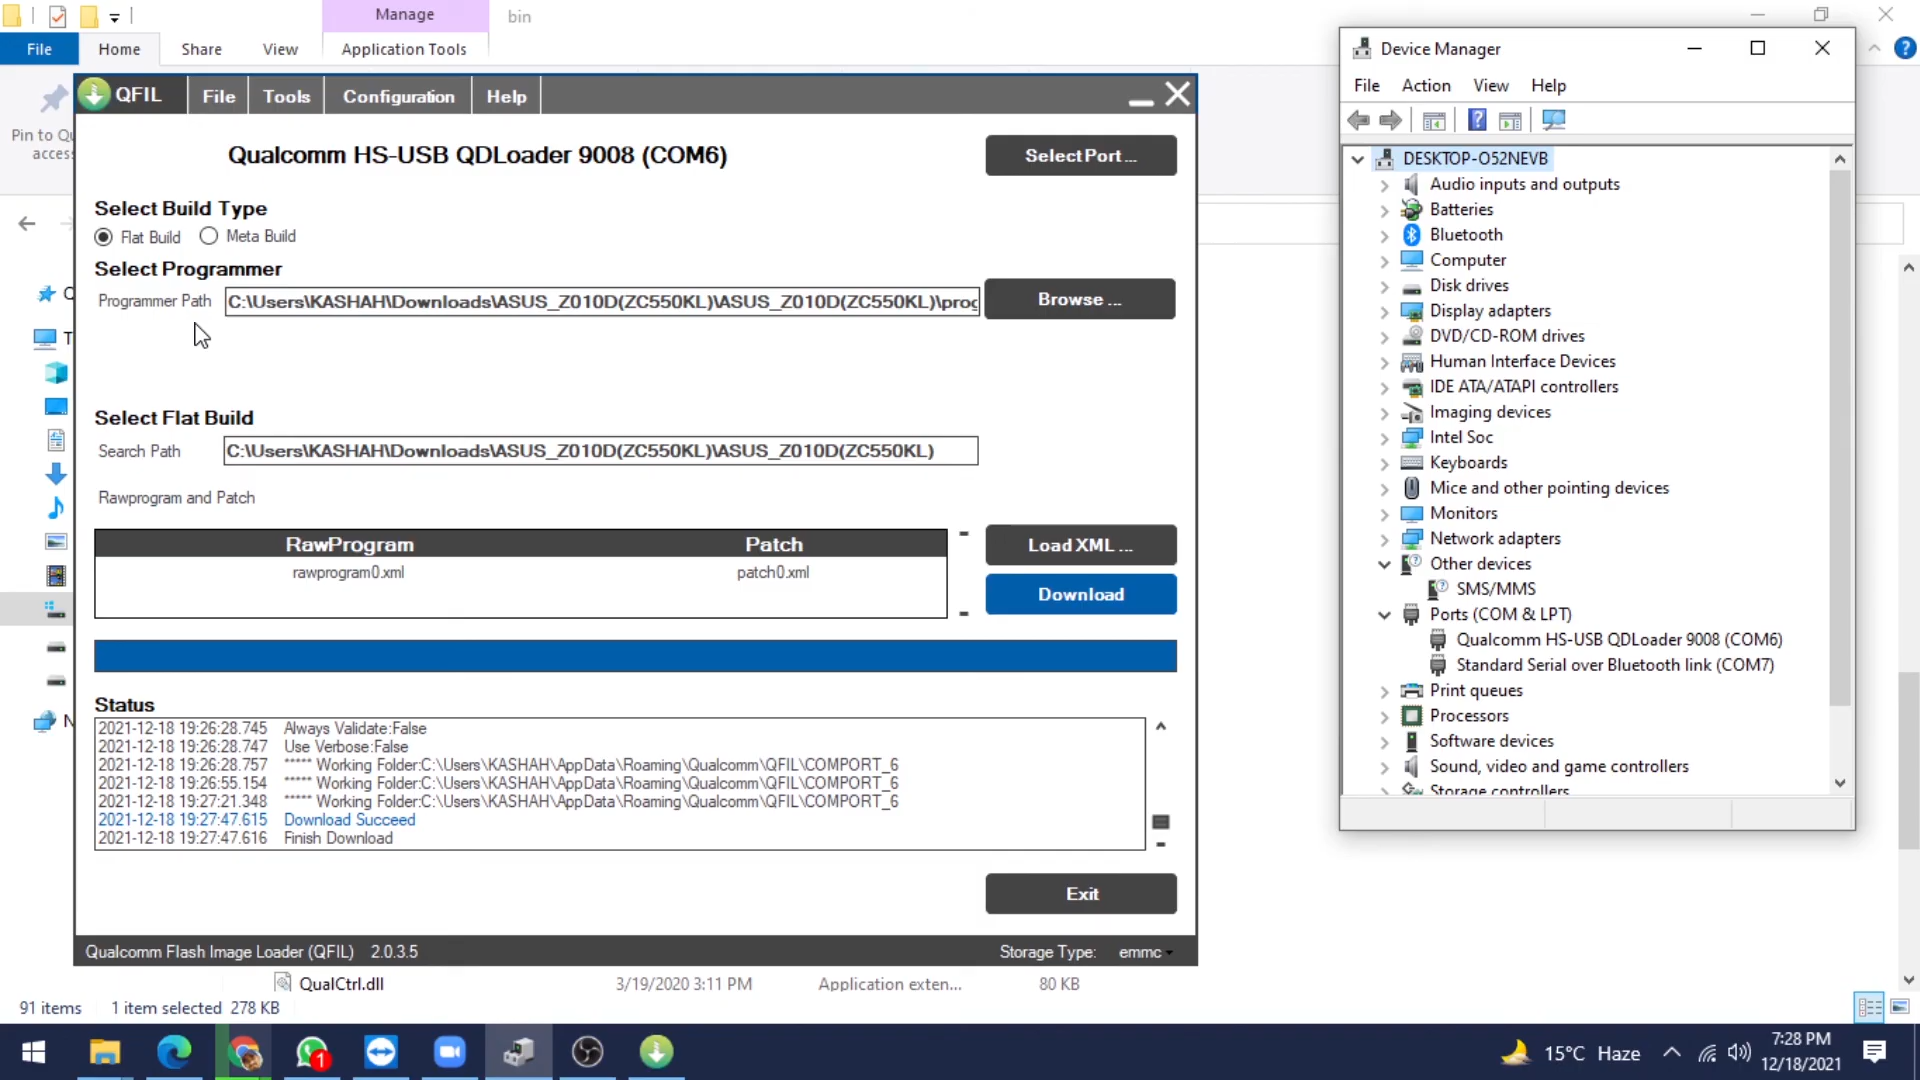 Manage
bin
File
Home
Share
View
Application Tools
Pin to Qu
access
QFIL
File
Tools
Configuration
Help
Qualcomm HS-USB QDLoader 9008 (COM6)
Select Port ...
Select Build Type
Flat Build
Meta Build
Select Programmer
Programmer Path
C:\Users\KASHAH\Downloads\ASUS_Z010D(ZC550KL)\ASUS_Z010D(ZC550KL)\prog
Browse ...
Select Flat Build
Search Path
C:\Users\KASHAH\Downloads\ASUS_Z010D(ZC550KL)\ASUS_Z010D(ZC550KL)
Rawprogram and Patch
RawProgram
Patch
rawprogram0.xml
patch0.xml
Load XML ...
Download
Status
2021-12-18 19:26:28.745 Always Validate:False
2021-12-18 19:26:28.747 Use Verbose:False
2021-12-18 19:26:28.757 ***** Working Folder:C:\Users\KASHAH\AppData\Roaming\Qualcomm\QFIL\COMPORT_6
2021-12-18 19:26:55.154 ***** Working Folder:C:\Users\KASHAH\AppData\Roaming\Qualcomm\QFIL\COMPORT_6
2021-12-18 19:27:21.348 ***** Working Folder:C:\Users\KASHAH\AppData\Roaming\Qualcomm\QFIL\COMPORT_6
2021-12-18 19:27:47.615 Download Succeed
2021-12-18 19:27:47.616 Finish Download
Exit
Qualcomm Flash Image Loader (QFIL) 2.0.3.5
Storage Type: emmc
QualCtrl.dll
3/19/2020 3:11 PM
Application exten...
80 KB
91 items
1 item selected 278 KB
Device Manager
File
Action
View
Help
DESKTOP-O52NEVB
Audio inputs and outputs
Batteries
Bluetooth
Computer
Disk drives
Display adapters
DVD/CD-ROM drives
Human Interface Devices
IDE ATA/ATAPI controllers
Imaging devices
Intel Soc
Keyboards
Mice and other pointing devices
Monitors
Network adapters
Other devices
SMS/MMS
Ports (COM & LPT)
Qualcomm HS-USB QDLoader 9008 (COM6)
Standard Serial over Bluetooth link (COM7)
Print queues
Processors
Software devices
Sound, video and game controllers
Storage controllers
1
15°C Haze
7:28 PM
12/18/2021